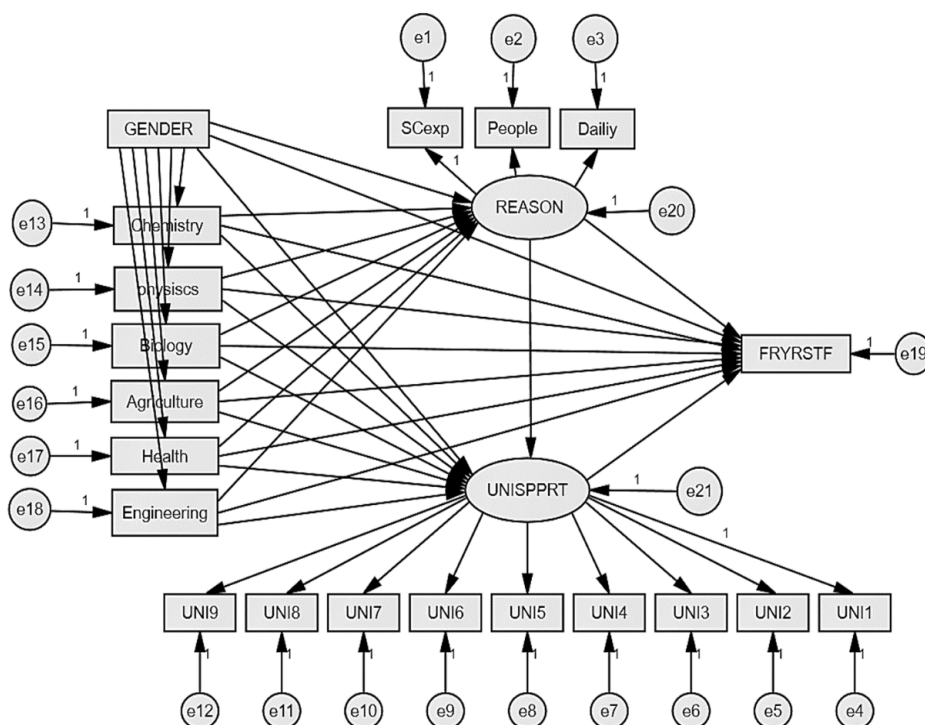 e1
e2
e3
1
1
1
GENDER
SCexp
People
Dailiy
1
REASON
1
e20
e13
1
Chemistry
e14
1
physiscs
e15
1
Biology
FRYRSTF
1
e19
e16
1
Agriculture
e17
1
Health
e18
1
Engineering
UNISPPRT
1
e21
1
UNI9
UNI8
UNI7
UNI6
UNI5
UNI4
UNI3
UNI2
UNI1
1
1
1
1
1
1
1
1
1
e12
e11
e10
e9
e8
e7
e6
e5
e4